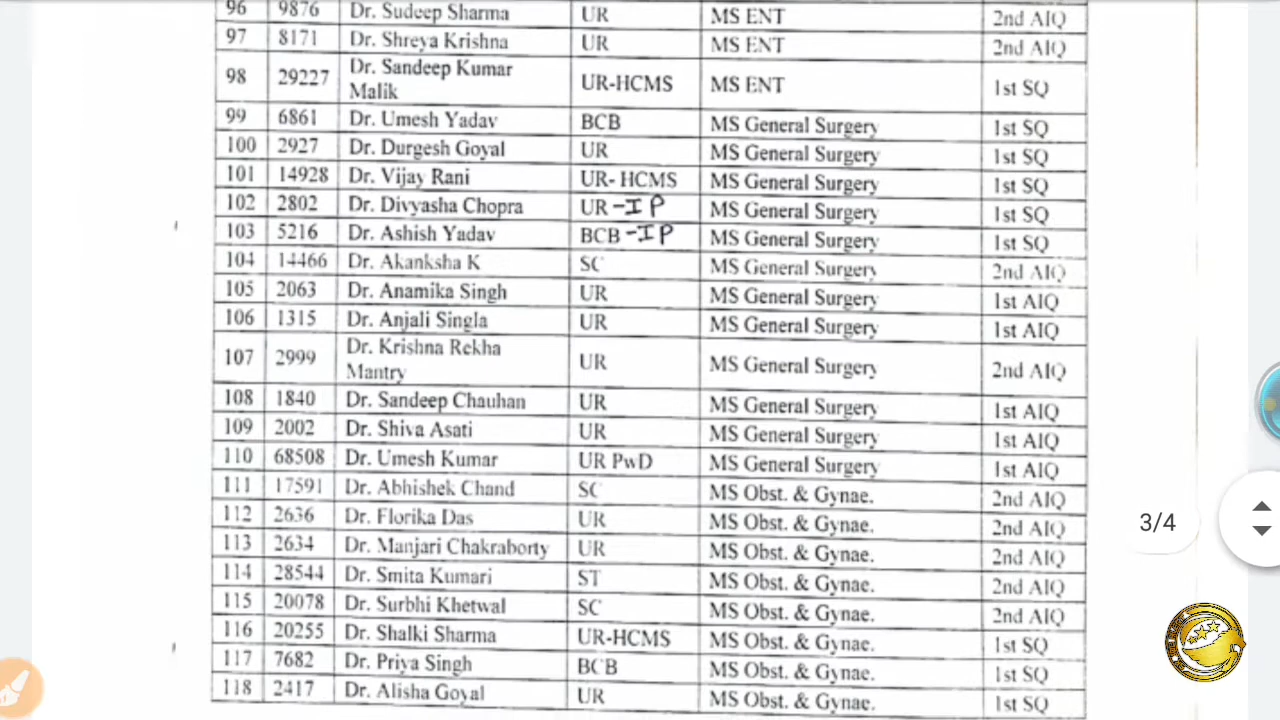 96 9876 Dr. Sudeep Sharma UR MS ENT 2nd AIQ
97 8171 Dr. Shreya Krishna UR MS ENT 2nd AIQ
98 29227 Dr. Sandeep Kumar Malik UR-HCMS MS ENT 1st SQ
99 6861 Dr. Umesh Yadav BCB MS General Surgery 1st SQ
100 2927 Dr. Durgesh Goyal UR MS General Surgery 1st SQ
101 14928 Dr. Vijay Rani UR- HCMS MS General Surgery 1st SQ
102 2802 Dr. Divyasha Chopra UR -IP MS General Surgery 1st SQ
103 5216 Dr. Ashish Yadav BCB -IP MS General Surgery 1st SQ
104 14466 Dr. Akanksha K SC MS General Surgery 2nd AIQ
105 2063 Dr. Anamika Singh UR MS General Surgery 1st AIQ
106 1315 Dr. Anjali Singla UR MS General Surgery 1st AIQ
107 2999 Dr. Krishna Rekha Mantry UR MS General Surgery 2nd AIQ
108 1840 Dr. Sandeep Chauhan UR MS General Surgery 1st AIQ
109 2002 Dr. Shiva Asati UR MS General Surgery 1st AIQ
110 68508 Dr. Umesh Kumar UR PwD MS General Surgery 1st AIQ
111 17591 Dr. Abhishek Chand SC MS Obst. & Gynae. 2nd AIQ
112 2636 Dr. Florika Das UR MS Obst. & Gynae. 2nd AIQ
113 2634 Dr. Manjari Chakraborty UR MS Obst. & Gynae. 2nd AIQ
114 28544 Dr. Smita Kumari ST MS Obst. & Gynae. 2nd AIQ
115 20078 Dr. Surbhi Khetwal SC MS Obst. & Gynae. 2nd AIQ
116 20255 Dr. Shalki Sharma UR-HCMS MS Obst. & Gynae. 1st SQ
117 7682 Dr. Priya Singh BCB MS Obst. & Gynae. 1st SQ
118 2417 Dr. Alisha Goyal UR MS Obst. & Gynae. 1st SQ
3/4